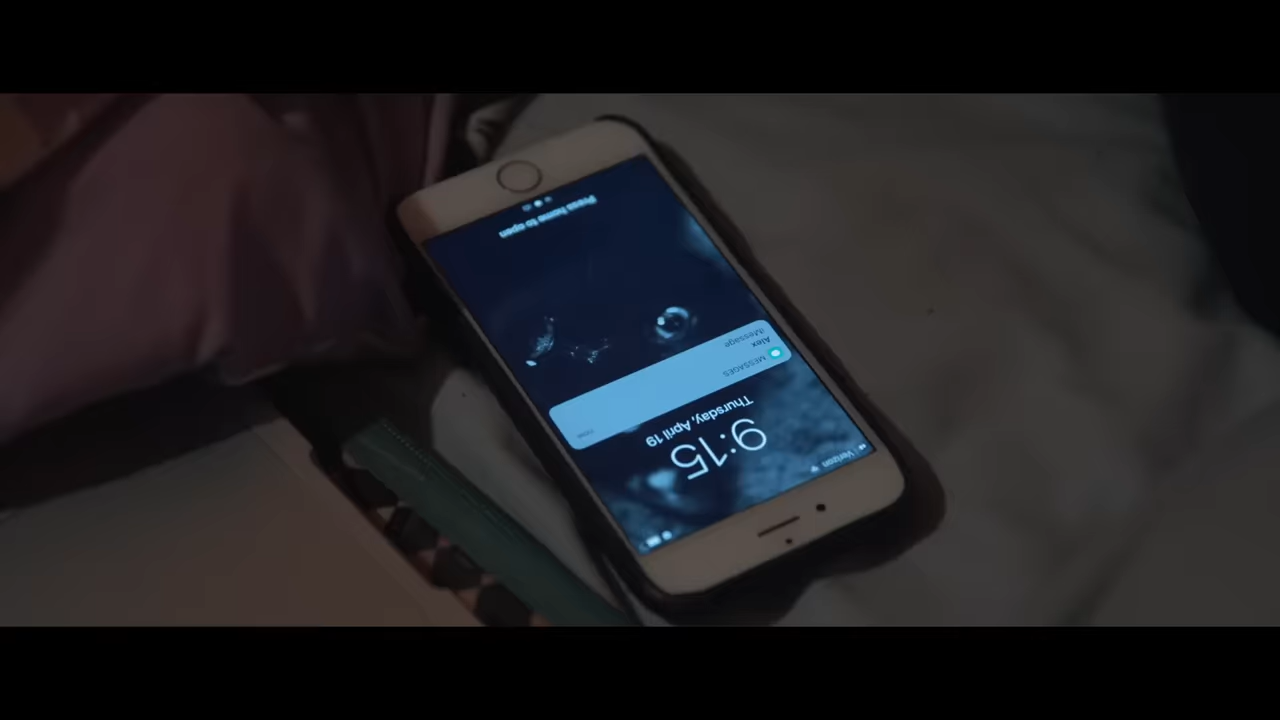 Verizon
9:15
Thursday, April 19
MESSAGES
now
Alex
iMessage
Press home to open